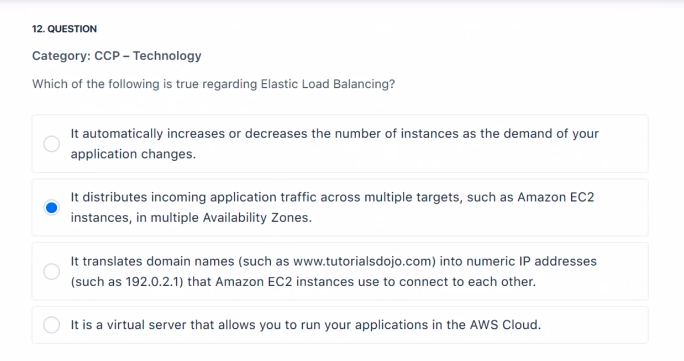 12. QUESTION
Category: CCP – Technology
Which of the following is true regarding Elastic Load Balancing?
It automatically increases or decreases the number of instances as the demand of your
application changes.
It distributes incoming application traffic across multiple targets, such as Amazon EC2
instances, in multiple Availability Zones.
It translates domain names (such as www.tutorialsdojo.com) into numeric IP addresses
(such as 192.0.2.1) that Amazon EC2 instances use to connect to each other.
It is a virtual server that allows you to run your applications in the AWS Cloud.